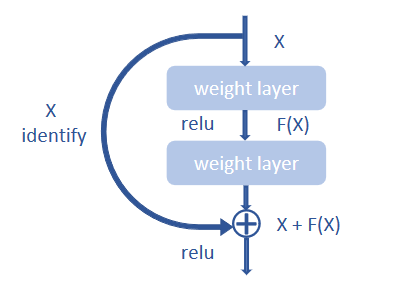 X
weight layer
X
identify
relu
F(X)
weight layer
X + F(X)
relu